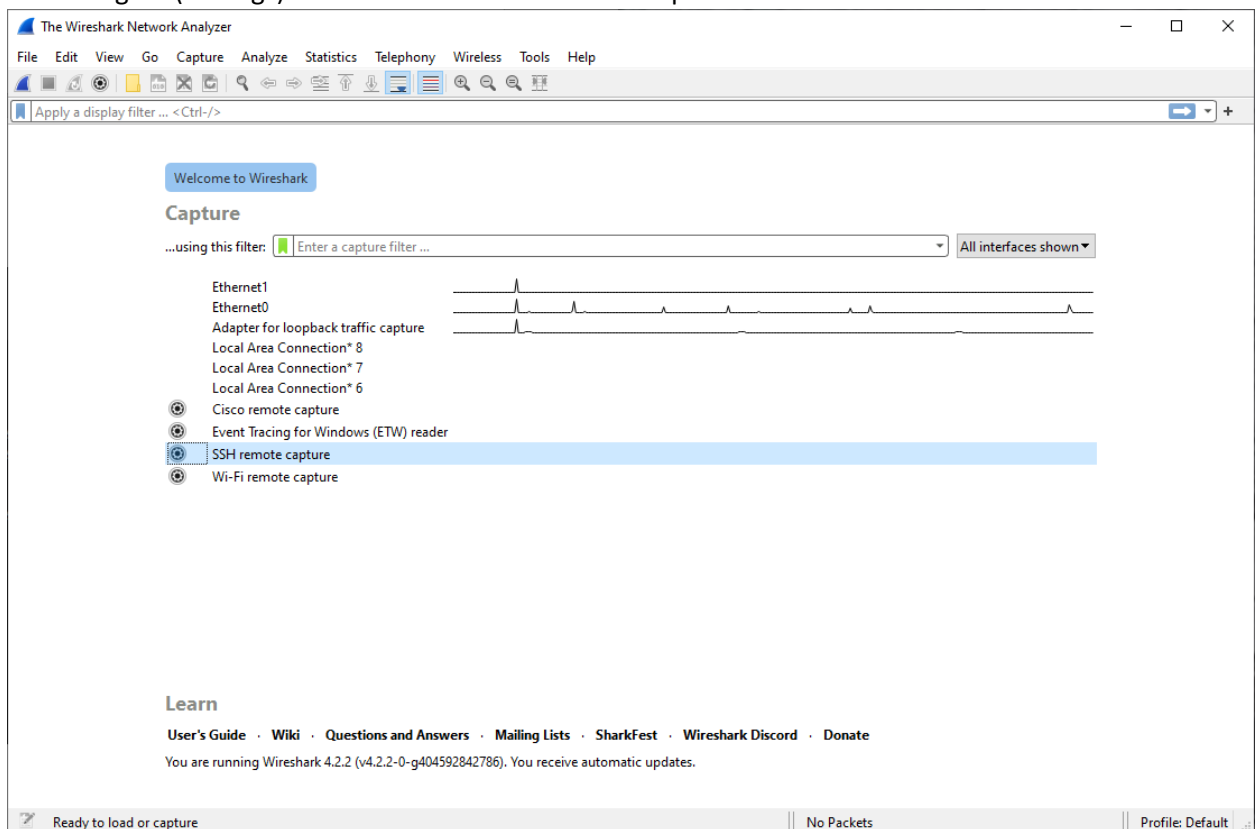 The Wireshark Network Analyzer
File Edit View Go Capture Analyze Statistics Telephony Wireless Tools Help
Apply a display filter ... <Ctrl-/>
Welcome to Wireshark
Capture
...using this filter: Enter a capture filter ... All interfaces shown
Ethernet1
Ethernet0
Adapter for loopback traffic capture
Local Area Connection* 8
Local Area Connection* 7
Local Area Connection* 6
Cisco remote capture
Event Tracing for Windows (ETW) reader
SSH remote capture
Wi-Fi remote capture
Learn
User's Guide · Wiki · Questions and Answers · Mailing Lists · SharkFest · Wireshark Discord · Donate
You are running Wireshark 4.2.2 (v4.2.2-0-g404592842786). You receive automatic updates.
Ready to load or capture No Packets Profile: Default